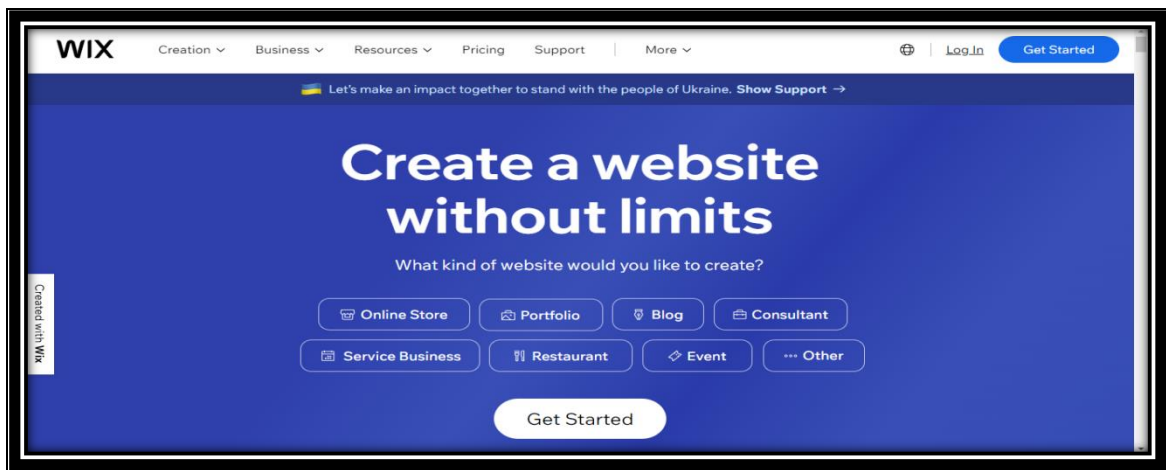 WIX Creation Business Resources Pricing Support More Log In Get Started
Let's make an impact together to stand with the people of Ukraine. Show Support →
Create a website
without limits
What kind of website would you like to create?
Online Store Portfolio Blog Consultant
Service Business Restaurant Event Other
Get Started
Created with Wix